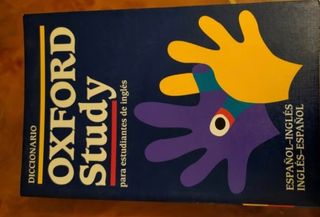 DICCIONARIO
OXFORD
Study
para estudiantes de inglés
ESPAÑOL-INGLÉS
INGLÉS-ESPAÑOL